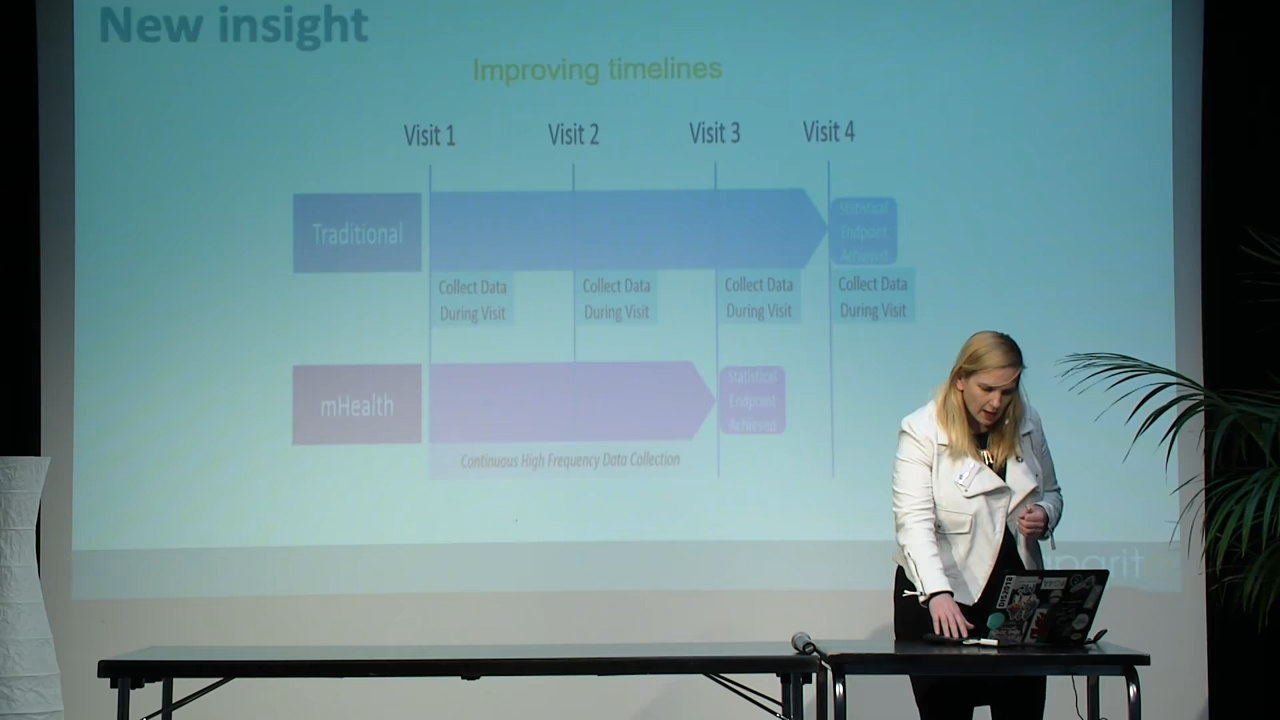 New insight
Improving timelines
Visit 1
Visit 2
Visit 3
Visit 4
Traditional
Statistical
Endpoint
Achieved
Collect Data
During Visit
Collect Data
During Visit
Collect Data
During Visit
Collect Data
During Visit
mHealth
Statistical
Endpoint
Achieved
Continuous High Frequency Data Collection